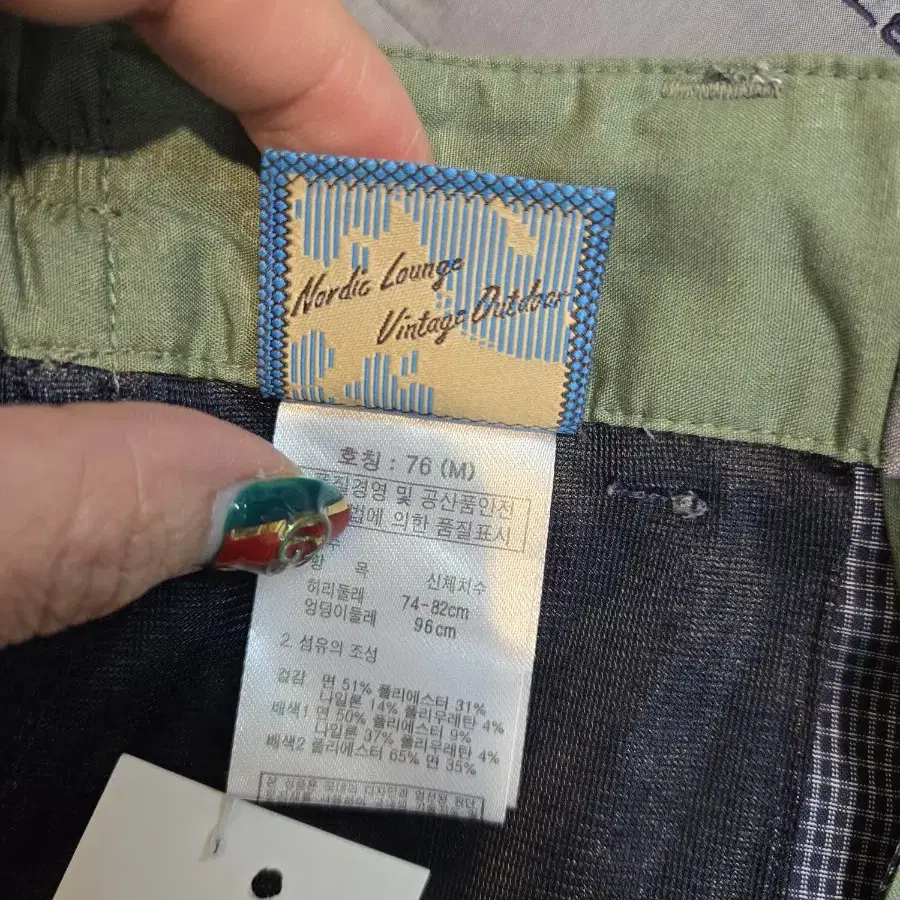 Nordic Lounge
Vintage Outdoor
호칭 : 76 (M)
품질경영 및 공산품안전
법에 의한 품질표시
항 목 신체치수
허리둘레 74-82cm
엉덩이둘레 96cm
2. 섬유의 조성
겉감 면 51% 폴리에스터 31%
나일론 14% 폴리우레탄 4%
배색1 면 50% 폴리에스터 9%
나일론 37% 폴리우레탄 4%
배색2 폴리에스터 65% 면 35%